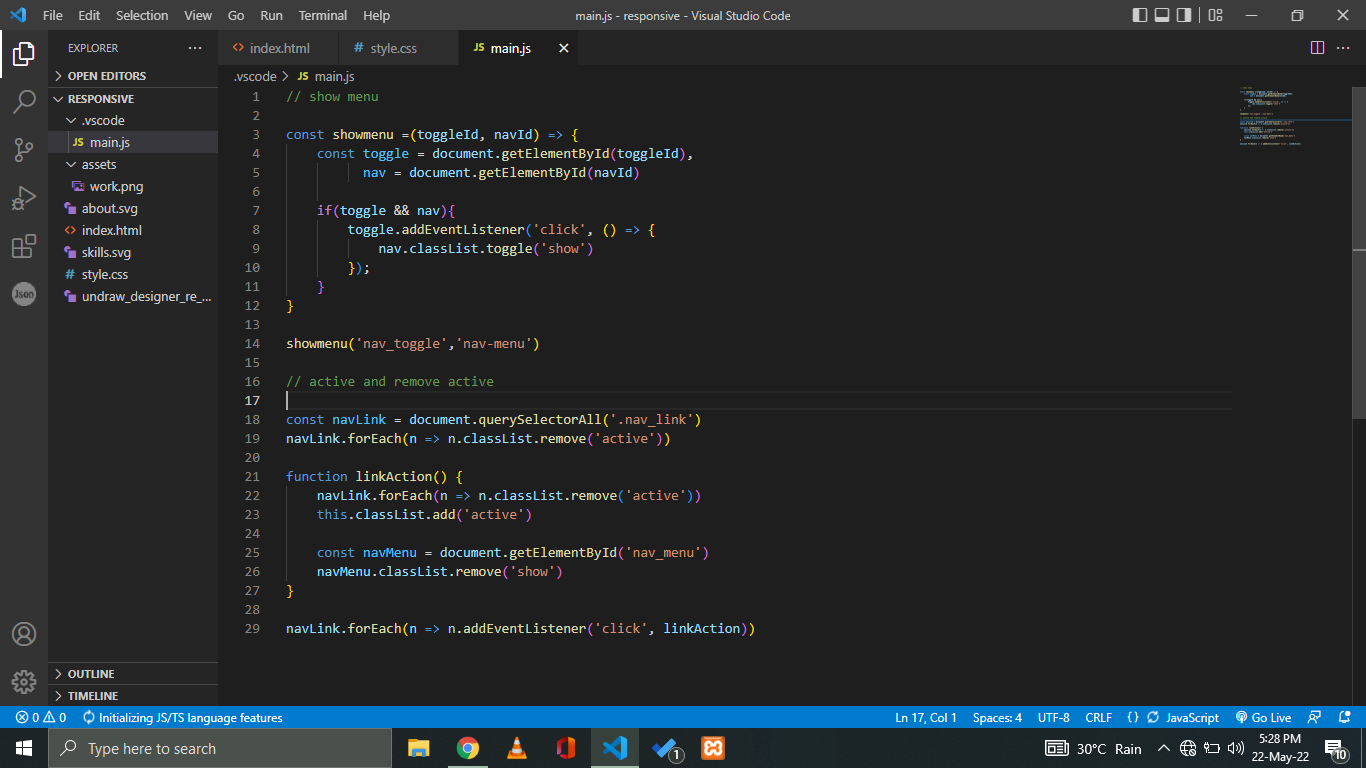 File Edit Selection View Go Run Terminal Help main.js - responsive - Visual Studio Code
EXPLORER
OPEN EDITORS
RESPONSIVE
.vscode
JS main.js
assets
work.png
about.svg
<> index.html
skills.svg
# style.css
undraw_designer_re_...
Json
OUTLINE
TIMELINE
<> index.html # style.css JS main.js
.vscode > JS main.js
1 // show menu
2
3 const showmenu =(toggleId, navId) => {
4     const toggle = document.getElementById(toggleId),
5           nav = document.getElementById(navId)
6
7     if(toggle && nav){
8         toggle.addEventListener('click', () => {
9             nav.classList.toggle('show')
10         });
11     }
12 }
13
14 showmenu('nav_toggle','nav-menu')
15
16 // active and remove active
17
18 const navLink = document.querySelectorAll('.nav_link')
19 navLink.forEach(n => n.classList.remove('active'))
20
21 function linkAction() {
22     navLink.forEach(n => n.classList.remove('active'))
23     this.classList.add('active')
24
25     const navMenu = document.getElementById('nav_menu')
26     navMenu.classList.remove('show')
27 }
28
29 navLink.forEach(n => n.addEventListener('click', linkAction))
0 0 Initializing JS/TS language features Ln 17, Col 1 Spaces: 4 UTF-8 CRLF {} JavaScript Go Live
Type here to search 1 30°C Rain 5:28 PM
22-May-22 10